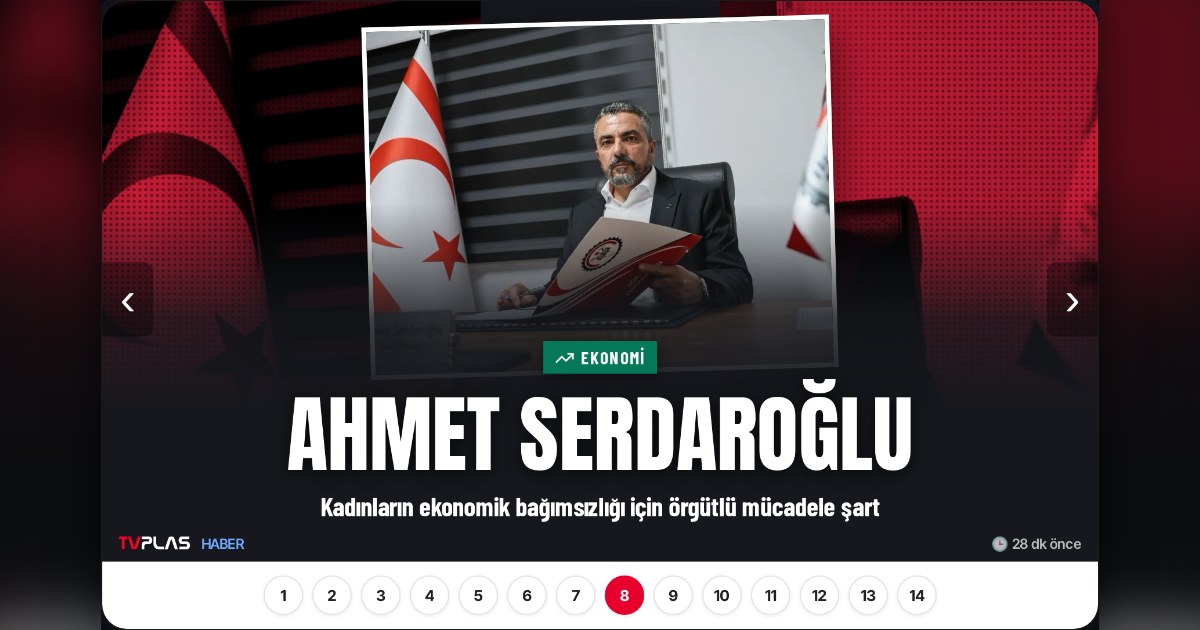 EKONOMİ
AHMET SERDAROĞLU
Kadınların ekonomik bağımsızlığı için örgütlü mücadele şart
TVPLAS HABER
28 dk önce
1 2 3 4 5 6 7 8 9 10 11 12 13 14